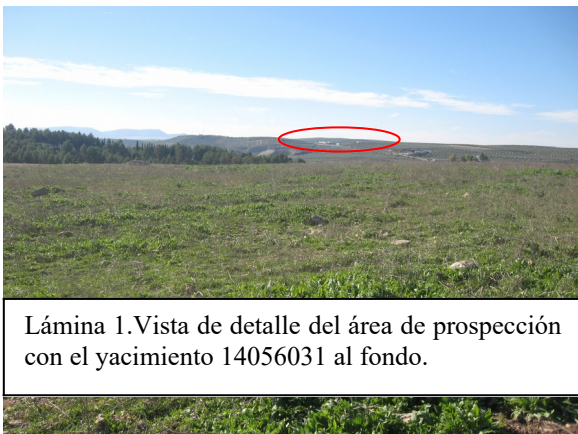 Lámina 1.Vista de detalle del área de prospección
con el yacimiento 14056031 al fondo.